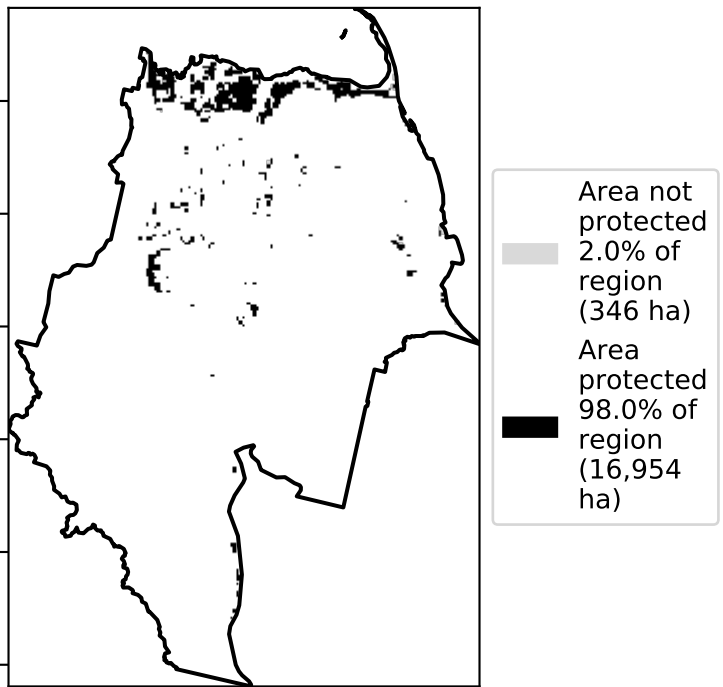 Area not
protected
2.0% of
region
(346 ha)
Area
protected
98.0% of
region
(16,954
ha)